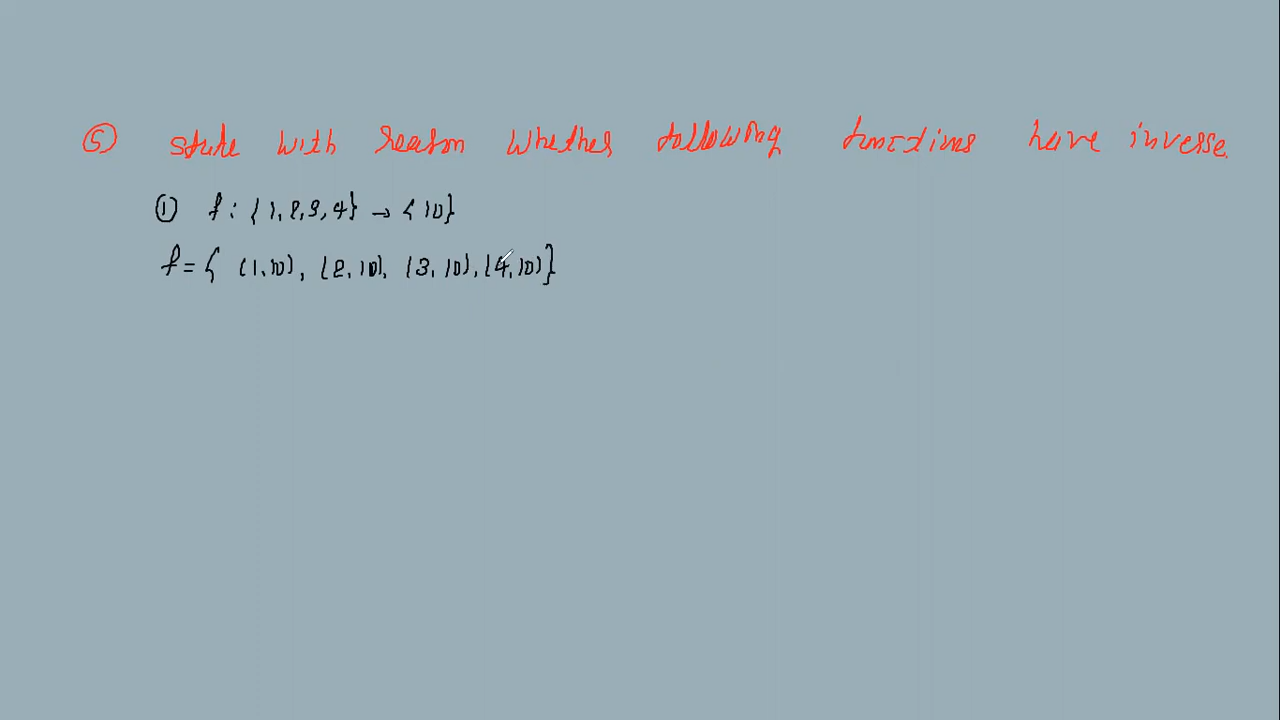 ⑤ state with reason whether following functions have inverse
① f : {1,2,3,4} → {10}
f = { (1,10), (2,10), (3,10), (4,10)}